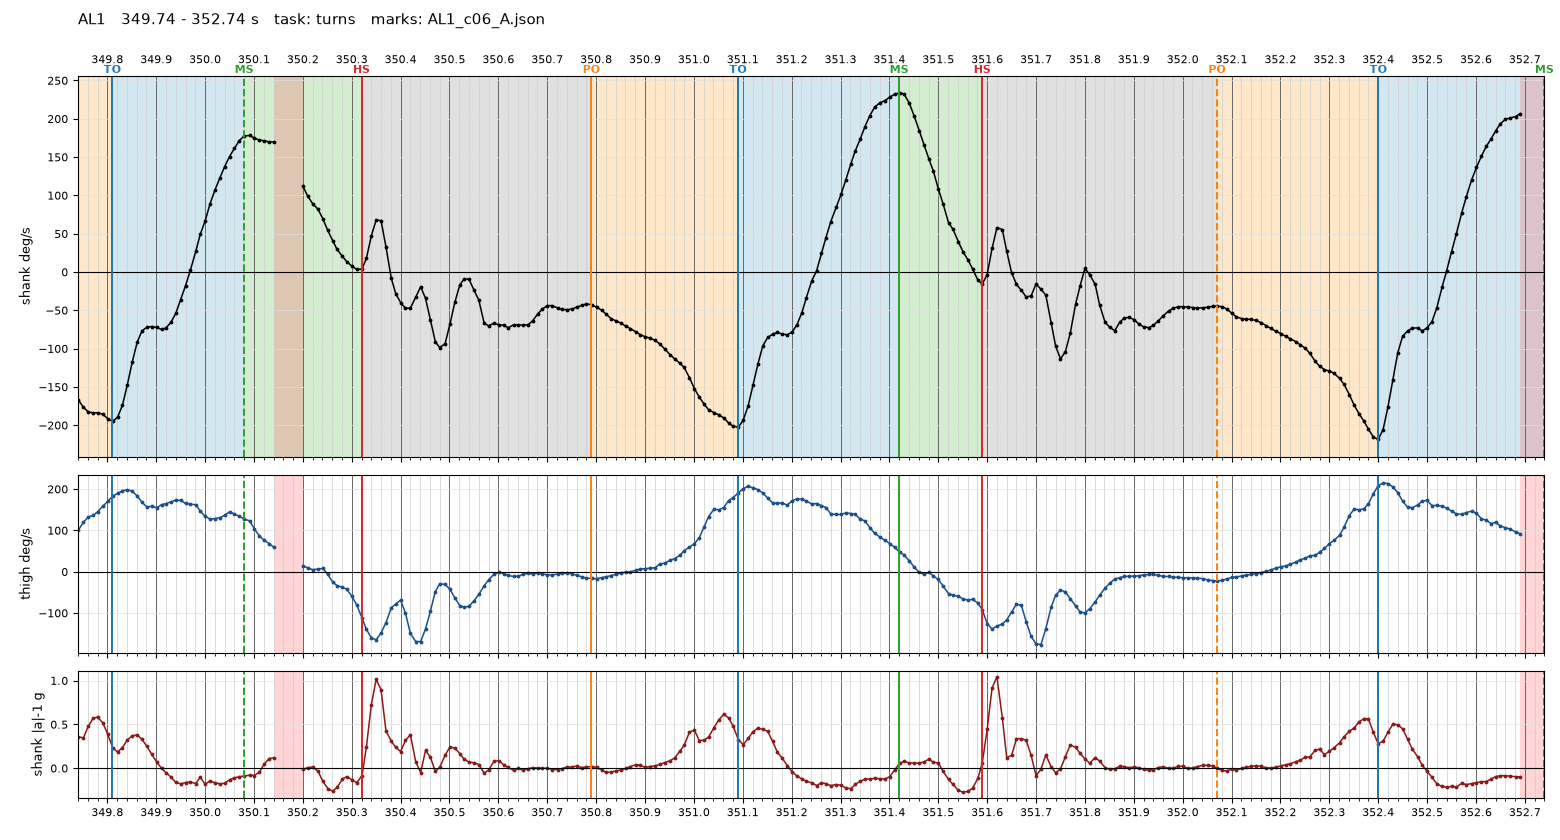 AL1   349.74 - 352.74 s   task: turns   marks: AL1_c06_A.json
349.8 349.9 350.0 350.1 350.2 350.3 350.4 350.5 350.6 350.7 350.8 350.9 351.0 351.1 351.2 351.3 351.4 351.5 351.6 351.7 351.8 351.9 352.0 352.1 352.2 352.3 352.4 352.5 352.6 352.7
TO MS HS PO TO MS HS PO TO MS
250
200
150
100
50
0
−50
−100
−150
−200
shank deg/s
200
100
0
−100
thigh deg/s
1.0
0.5
0.0
shank |a|-1 g
349.8 349.9 350.0 350.1 350.2 350.3 350.4 350.5 350.6 350.7 350.8 350.9 351.0 351.1 351.2 351.3 351.4 351.5 351.6 351.7 351.8 351.9 352.0 352.1 352.2 352.3 352.4 352.5 352.6 352.7